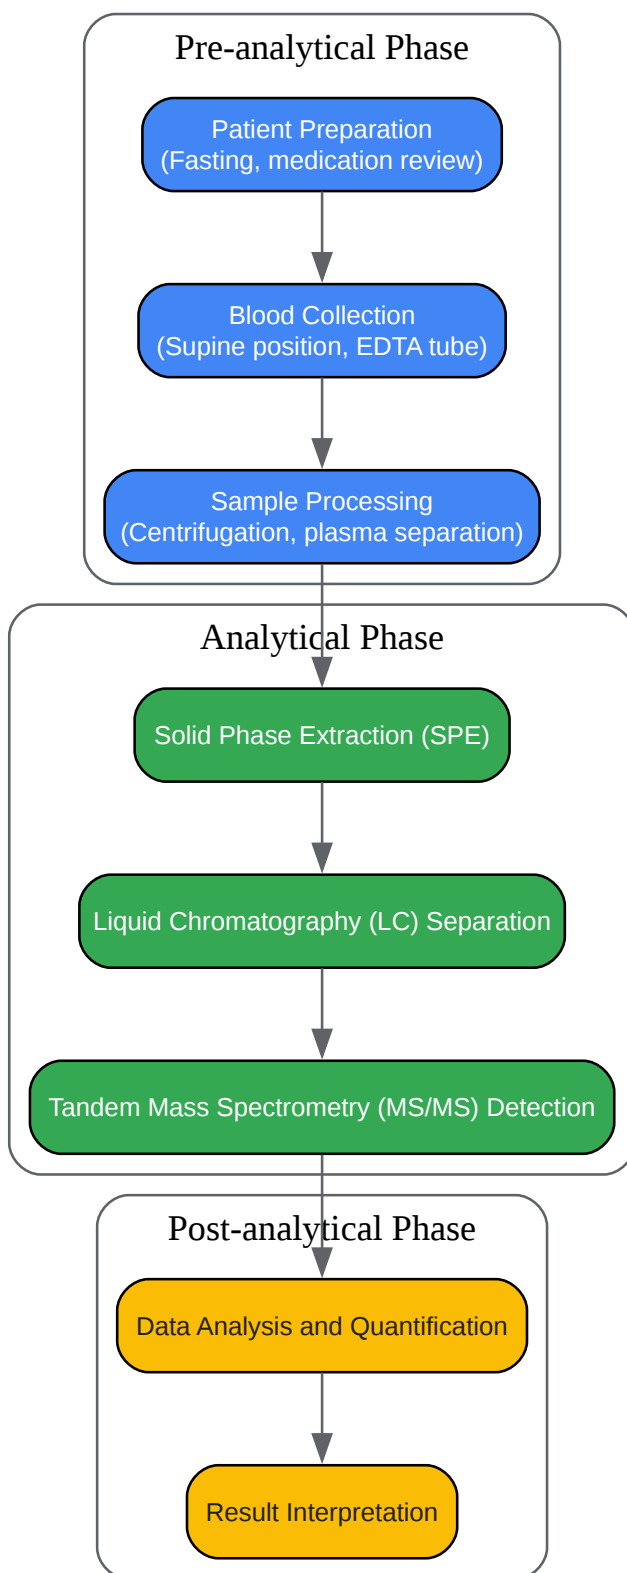 Pre-analytical Phase
Patient Preparation
(Fasting, medication review)
Blood Collection
(Supine position, EDTA tube)
Sample Processing
(Centrifugation, plasma separation)
Analytical Phase
Solid Phase Extraction (SPE)
Liquid Chromatography (LC) Separation
Tandem Mass Spectrometry (MS/MS) Detection
Post-analytical Phase
Data Analysis and Quantification
Result Interpretation